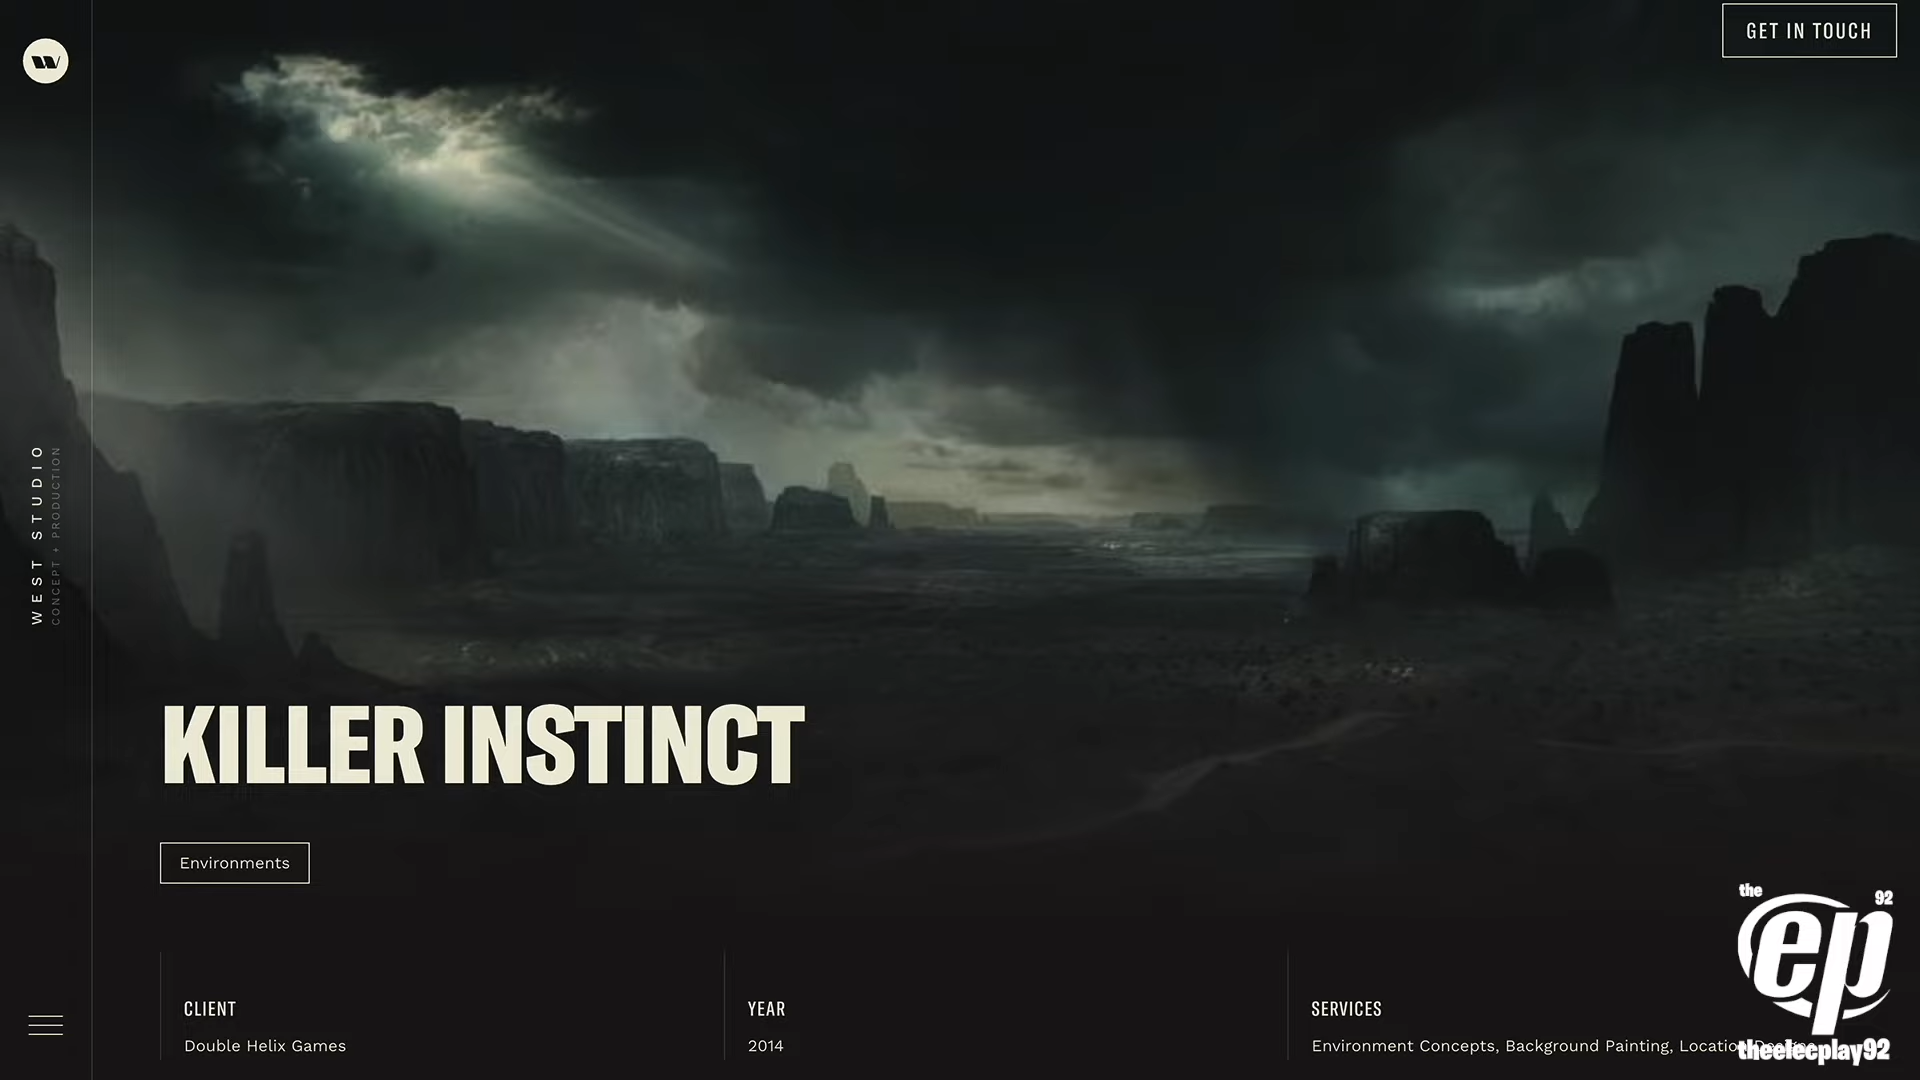 GET IN TOUCH
WEST STUDIO
CONCEPT + PRODUCTION
KILLER INSTINCT
Environments
CLIENT
Double Helix Games
YEAR
2014
SERVICES
Environment Concepts, Background Painting, Location
the ep 92
theelecplay92